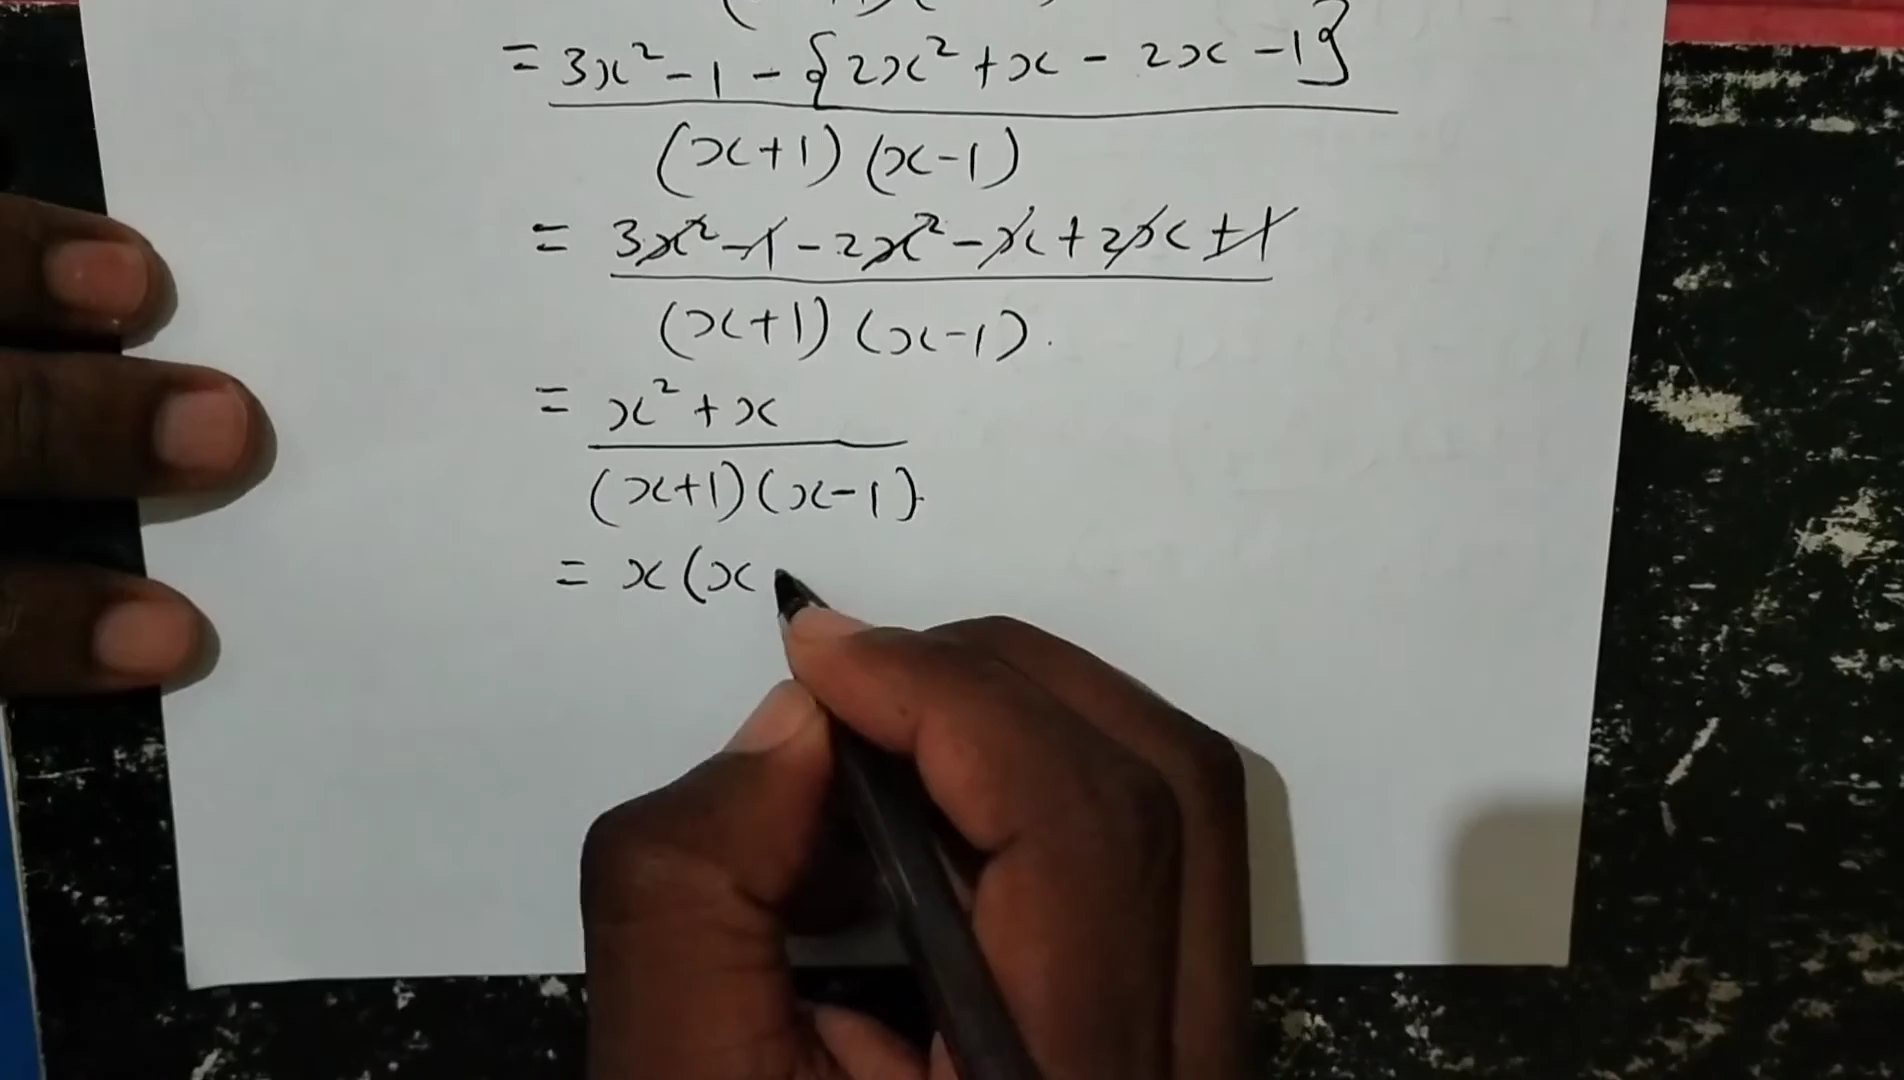 = 3x² - 1 - {2x² + x - 2x - 1}
(x+1) (x-1)
= 3x² - 1 - 2x² - x + 2x + 1
(x+1) (x-1).
= x² + x
(x+1)(x-1).
= x(x